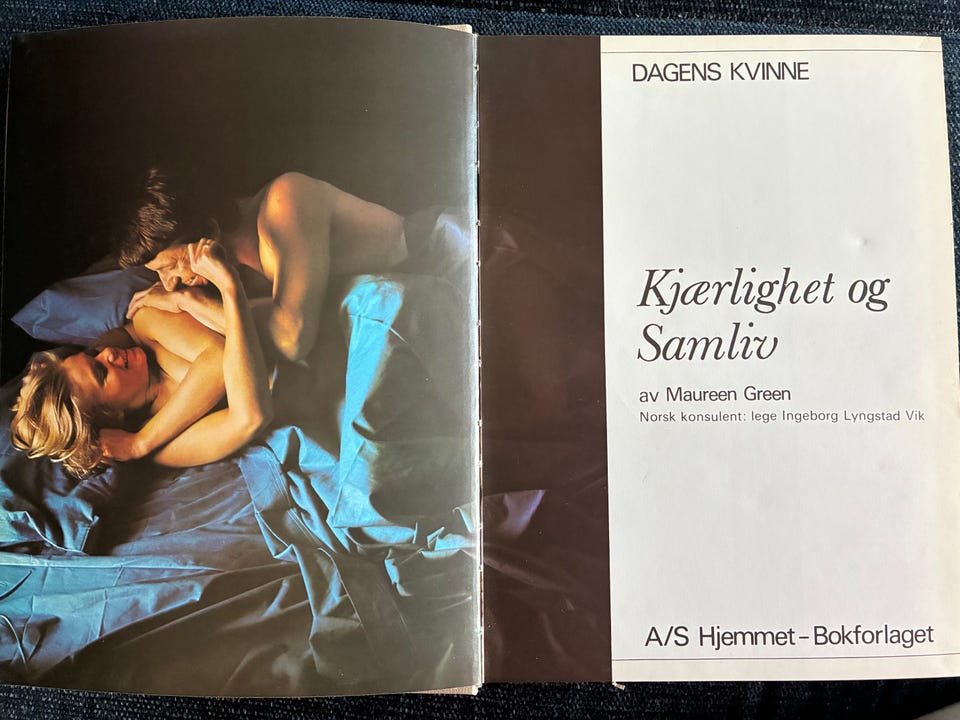 DAGENS KVINNE
Kjærlighet og
Samliv
av Maureen Green
Norsk konsulent: lege Ingeborg Lyngstad Vik
A/S Hjemmet-Bokforlaget